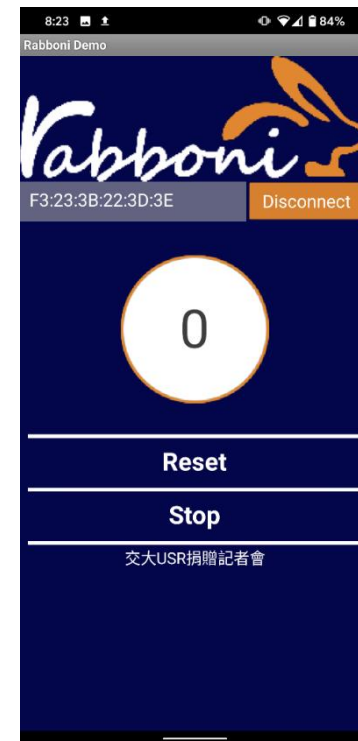 8:23 84%
Rabboni Demo
rabboni
F3:23:3B:22:3D:3E Disconnect
0
Reset
Stop
交大USR捐贈記者會